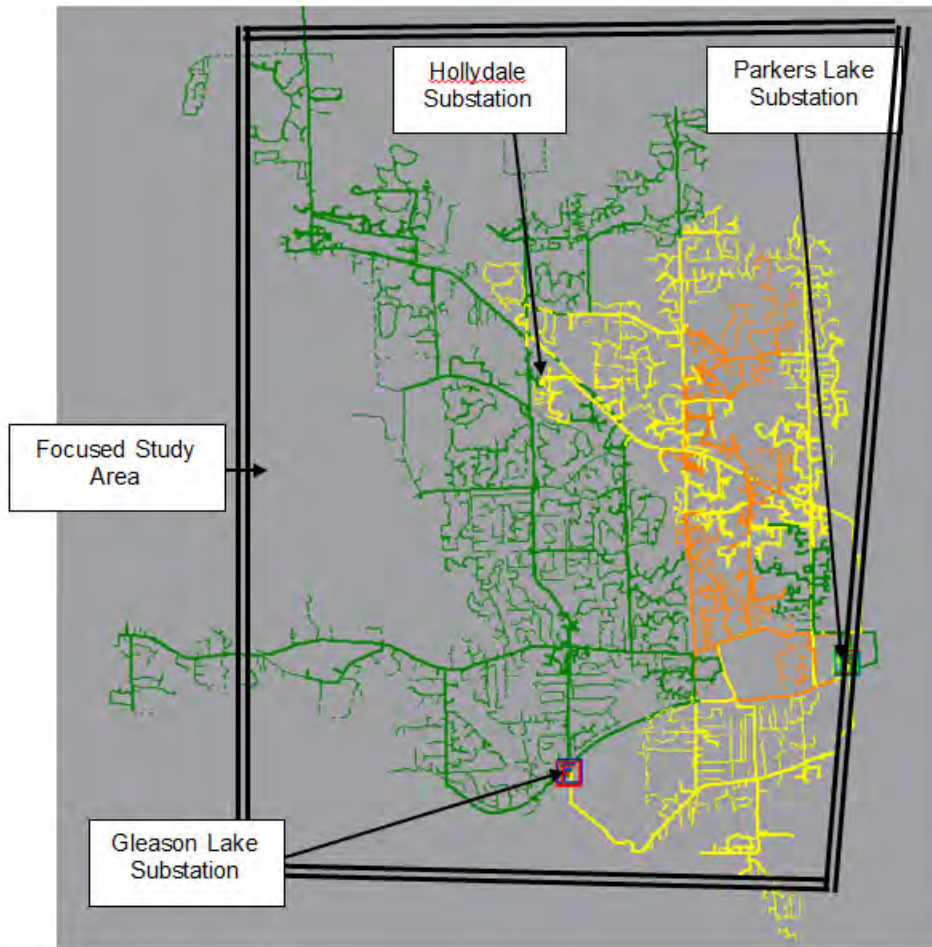 Hollydale
Substation
Parkers Lake
Substation
Focused Study
Area
Gleason Lake
Substation